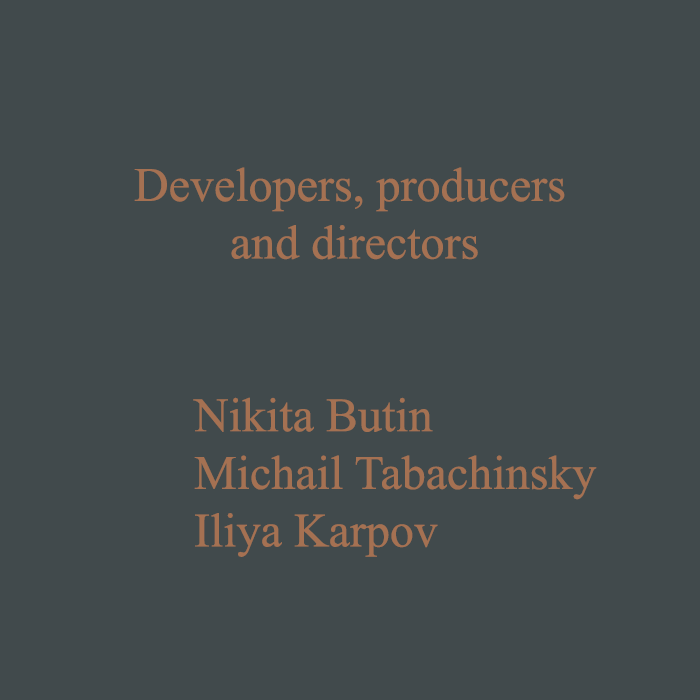 Developers, producers
and directors
Nikita Butin
Michail Tabachinsky
Iliya Karpov